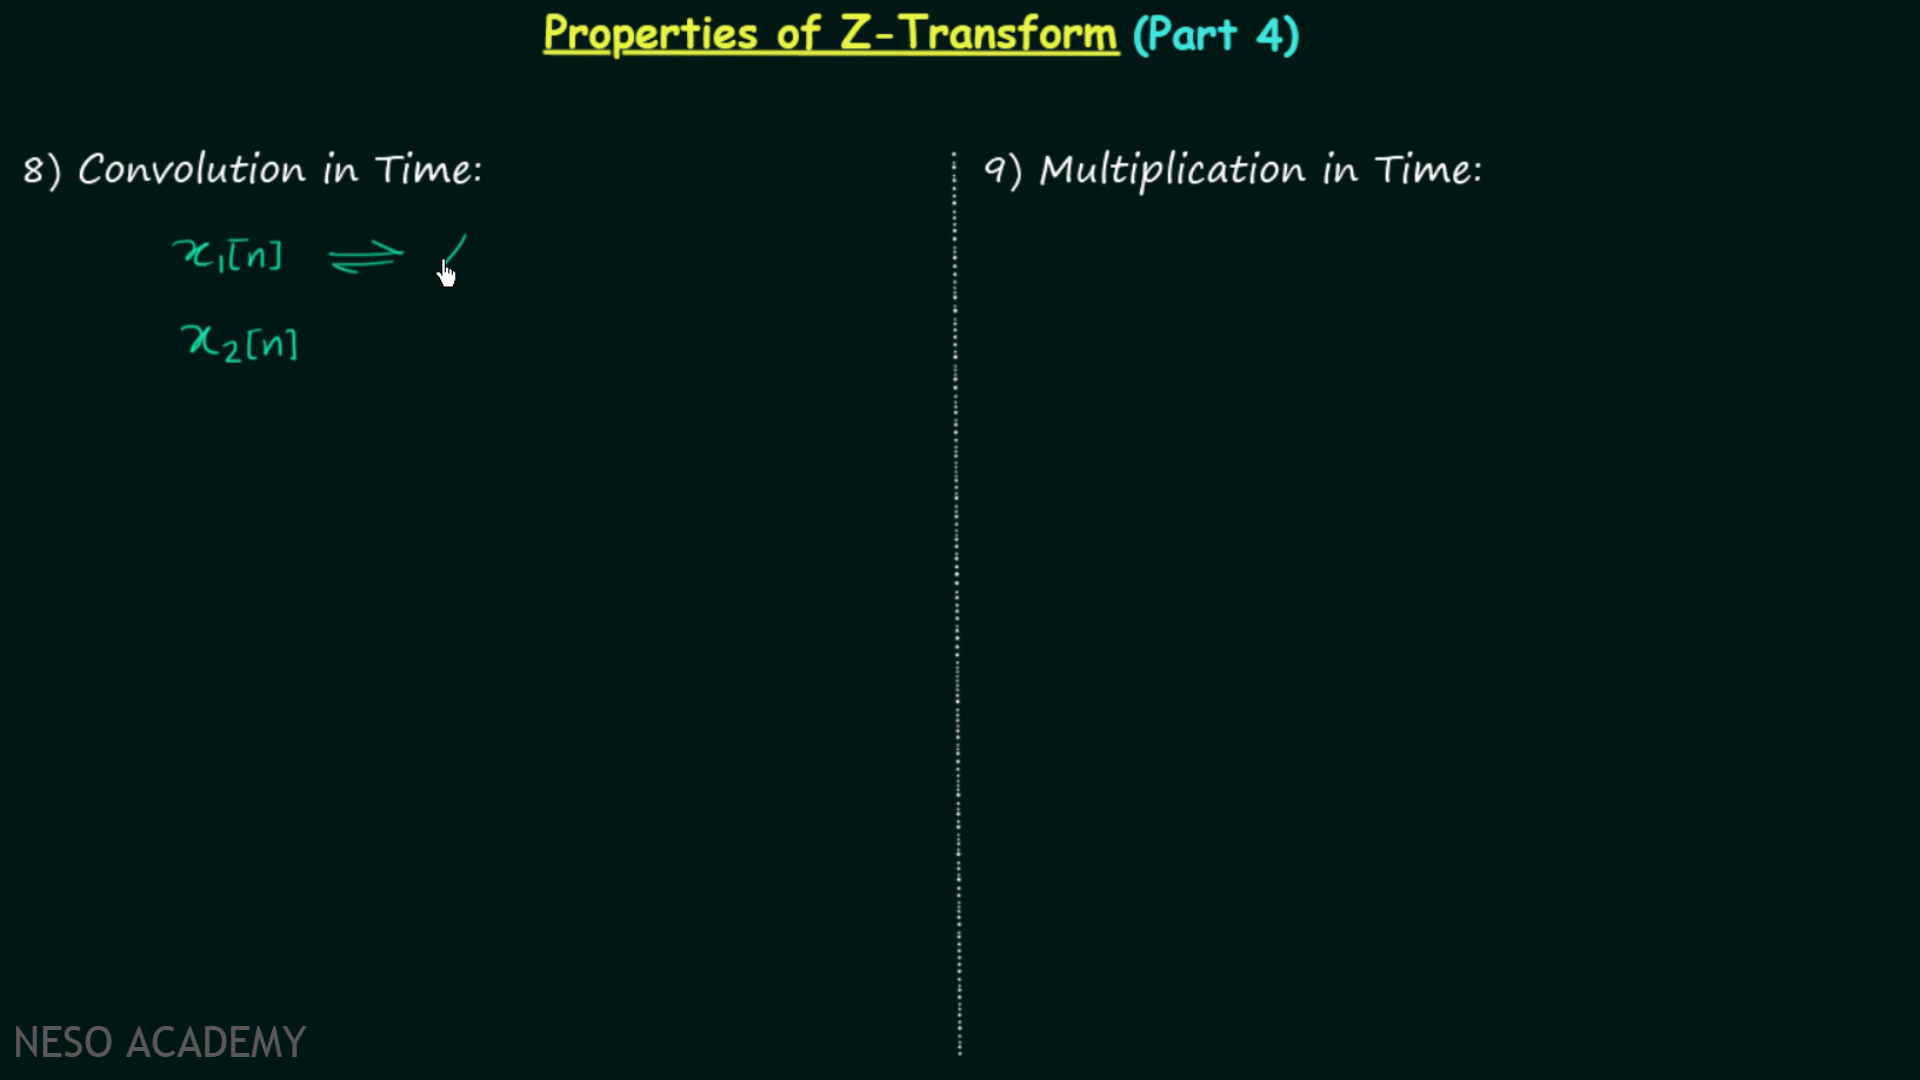 Properties of Z-Transform (Part 4)
8) Convolution in Time:
x₁[n] ⇌
x₂[n]
9) Multiplication in Time:
NESO ACADEMY